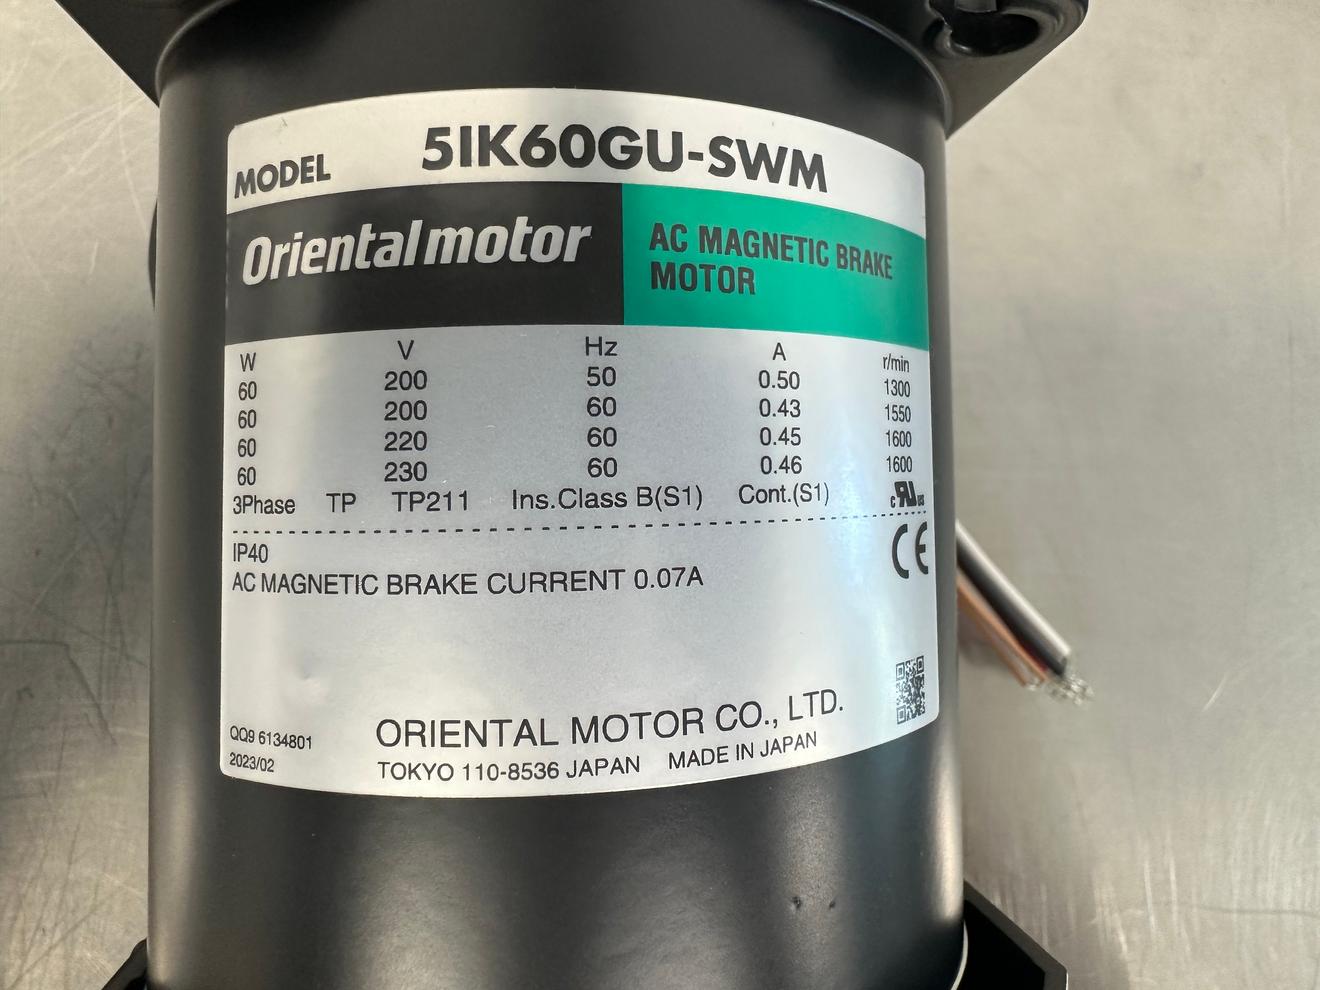 MODEL 5IK60GU-SWM
Orientalmotor
AC MAGNETIC BRAKE
MOTOR
W V Hz A r/min
60 200 50 0.50 1300
60 200 60 0.43 1550
60 220 60 0.45 1600
60 230 60 0.46 1600
3Phase TP TP211 Ins.Class B(S1) Cont.(S1) c RU us
IP40 CE
AC MAGNETIC BRAKE CURRENT 0.07A
QQ9 6134801
2023/02
ORIENTAL MOTOR CO., LTD.
TOKYO 110-8536 JAPAN MADE IN JAPAN